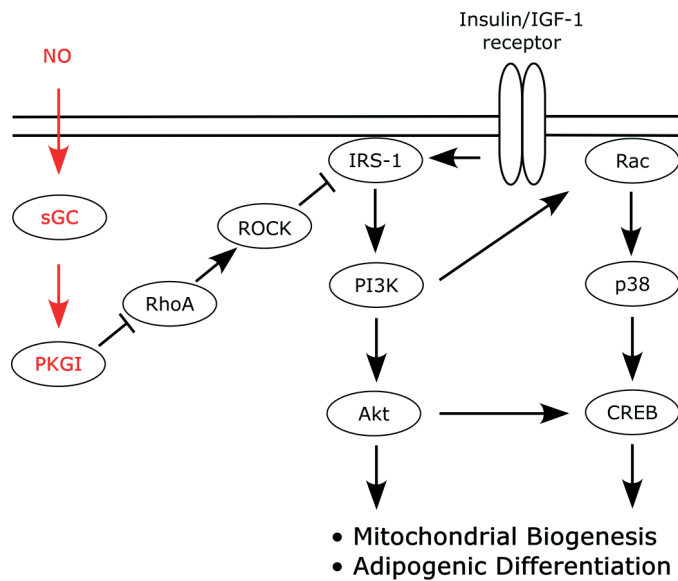 Insulin/IGF-1
receptor
NO
IRS-1
Rac
sGC
ROCK
PI3K
p38
RhoA
PKGI
Akt
CREB
• Mitochondrial Biogenesis
• Adipogenic Differentiation